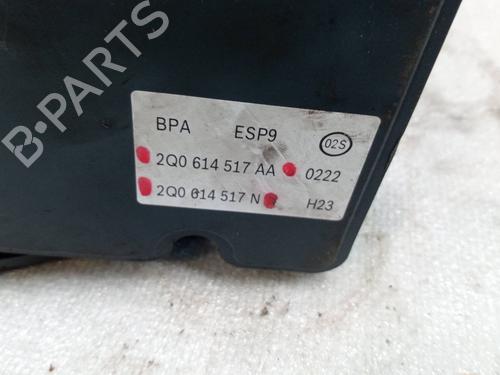 BPA ESP9 02S
2Q0 614 517 AA 0222
2Q0 614 517 N H23
B-PARTS